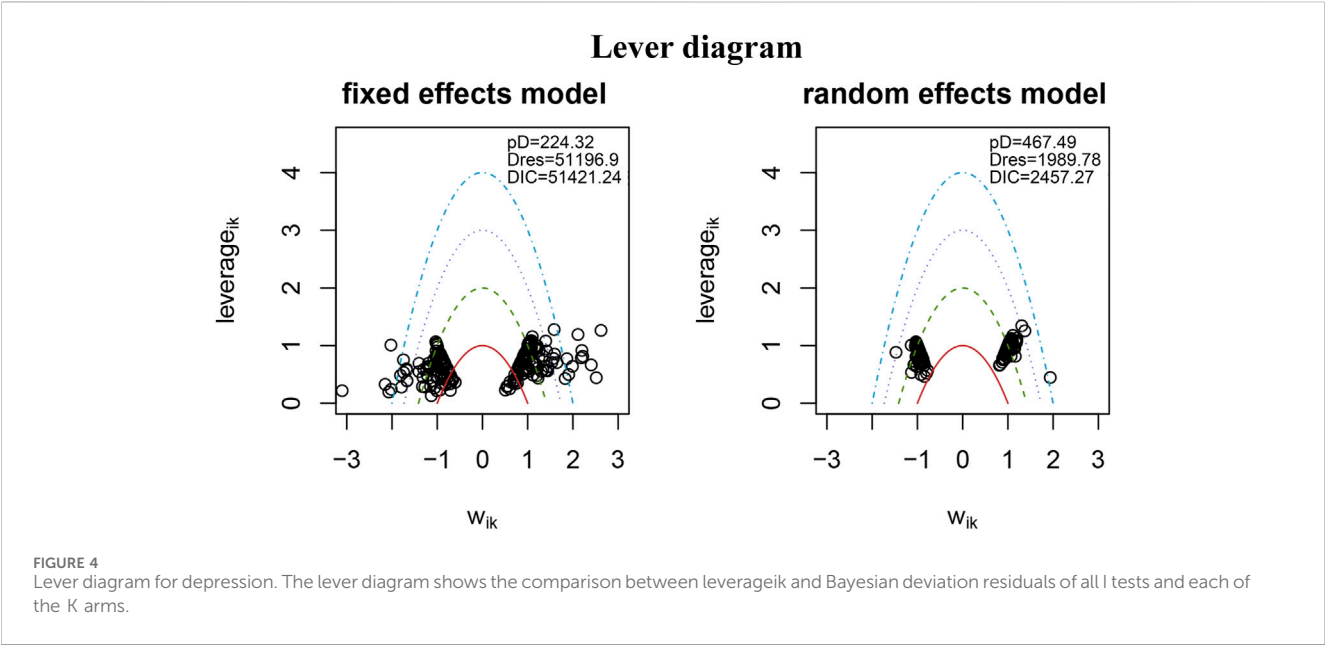 Lever diagram
fixed effects model
pD=224.32
Dres=51196.9
DIC=51421.24
4
3
2
1
0
leverageik
−3 −1 0 1 2 3
wik
random effects model
pD=467.49
Dres=1989.78
DIC=2457.27
4
3
2
1
0
leverageik
−3 −1 0 1 2 3
wik
FIGURE 4
Lever diagram for depression. The lever diagram shows the comparison between leverageik and Bayesian deviation residuals of all I tests and each of
the K arms.